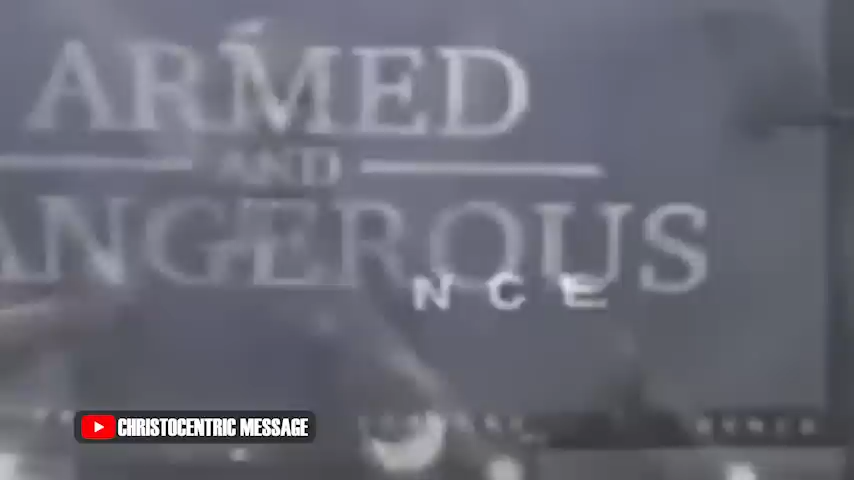 ARMED
AND
ANGEROUS
NCE
CHRISTOCENTRIC MESSAGE